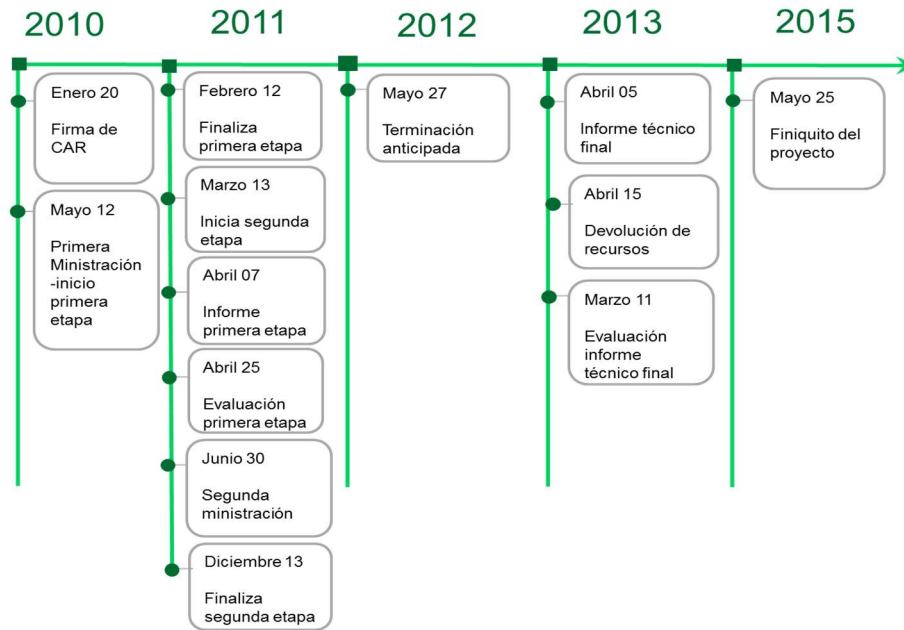 2010
2011
2012
2013
2015
Enero 20
Firma de
CAR
Mayo 12
Primera
Ministración
-inicio
primera
etapa
Febrero 12
Finaliza
primera etapa
Marzo 13
Inicia segunda
etapa
Abril 07
Informe
primera etapa
Abril 25
Evaluación
primera etapa
Junio 30
Segunda
ministración
Diciembre 13
Finaliza
segunda etapa
Mayo 27
Terminación
anticipada
Abril 05
Informe técnico
final
Abril 15
Devolución de
recursos
Marzo 11
Evaluación
informe
técnico final
Mayo 25
Finiquito del
proyecto